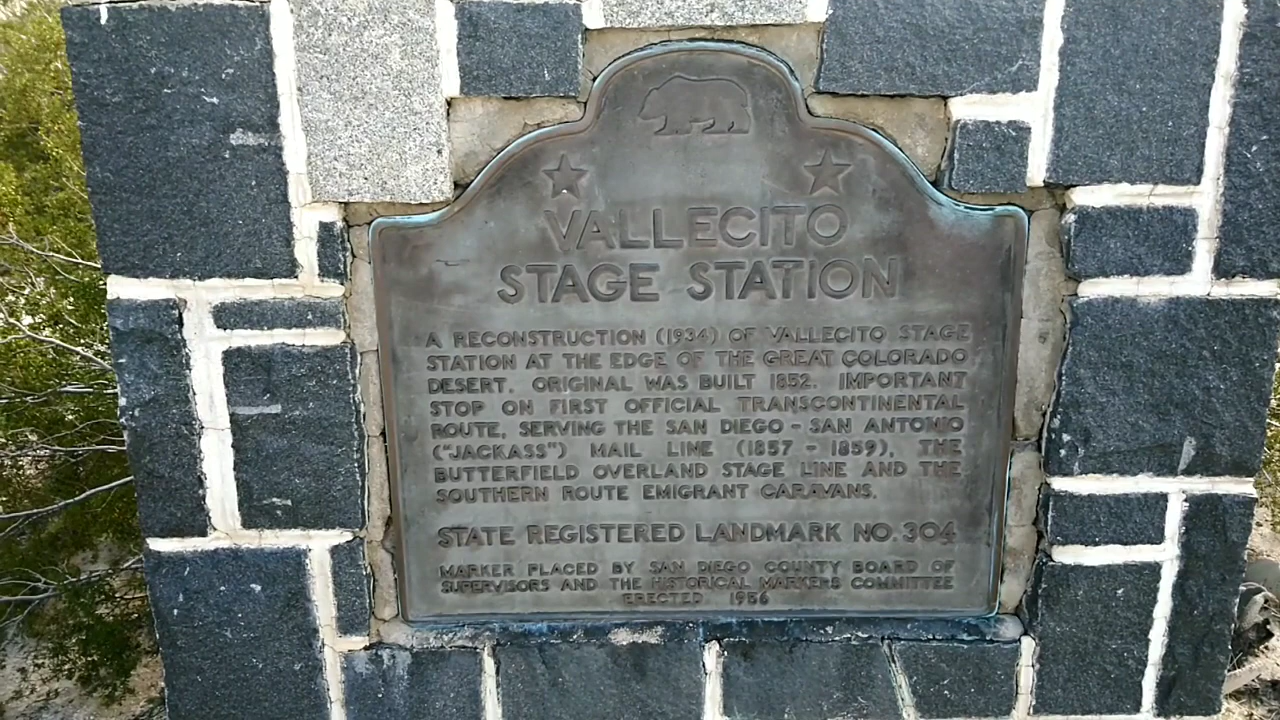 VALLECITO
STAGE STATION
A RECONSTRUCTION (1934) OF VALLECITO STAGE
STATION AT THE EDGE OF THE GREAT COLORADO
DESERT. ORIGINAL WAS BUILT 1852. IMPORTANT
STOP ON FIRST OFFICIAL TRANSCONTINENTAL
ROUTE, SERVING THE SAN DIEGO - SAN ANTONIO
("JACKASS") MAIL LINE (1857 - 1859), THE
BUTTERFIELD OVERLAND STAGE LINE AND THE
SOUTHERN ROUTE EMIGRANT CARAVANS.
STATE REGISTERED LANDMARK NO. 304
MARKER PLACED BY SAN DIEGO COUNTY BOARD OF
SUPERVISORS AND THE HISTORICAL MARKERS COMMITTEE
ERECTED 1956